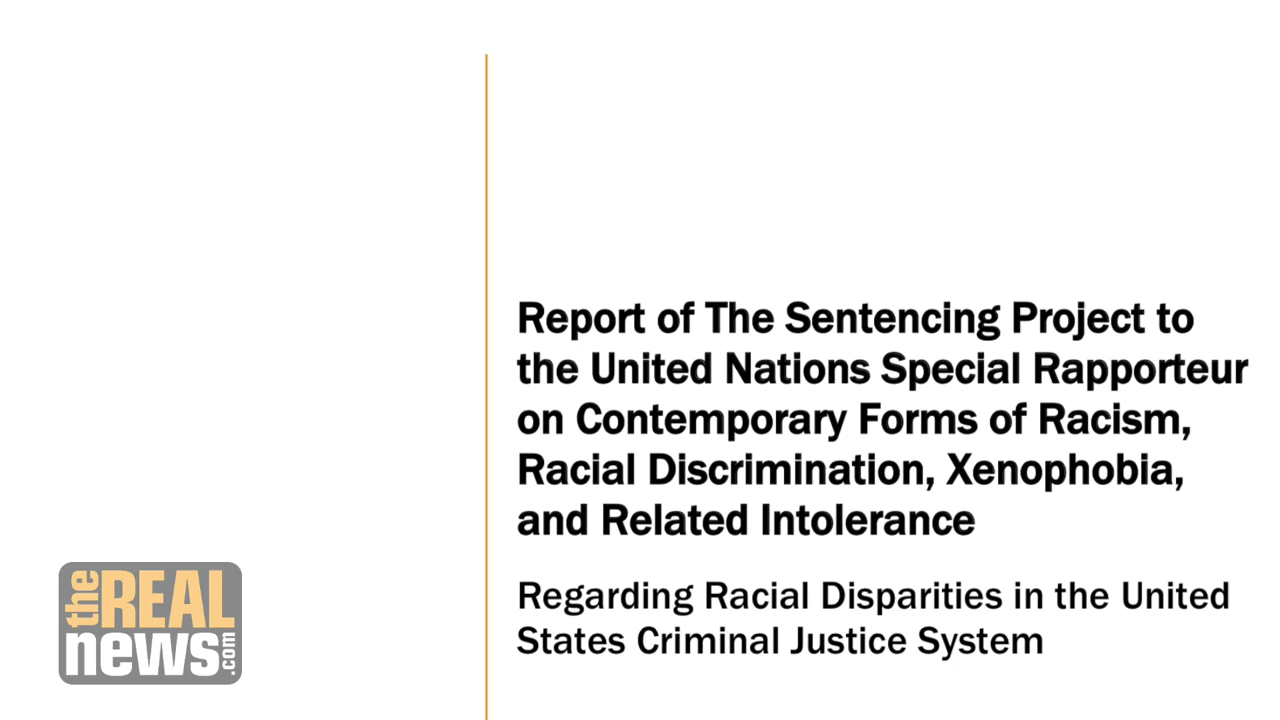 Report of The Sentencing Project to
the United Nations Special Rapporteur
on Contemporary Forms of Racism,
Racial Discrimination, Xenophobia,
and Related Intolerance
Regarding Racial Disparities in the United
States Criminal Justice System
the REAL
news.com